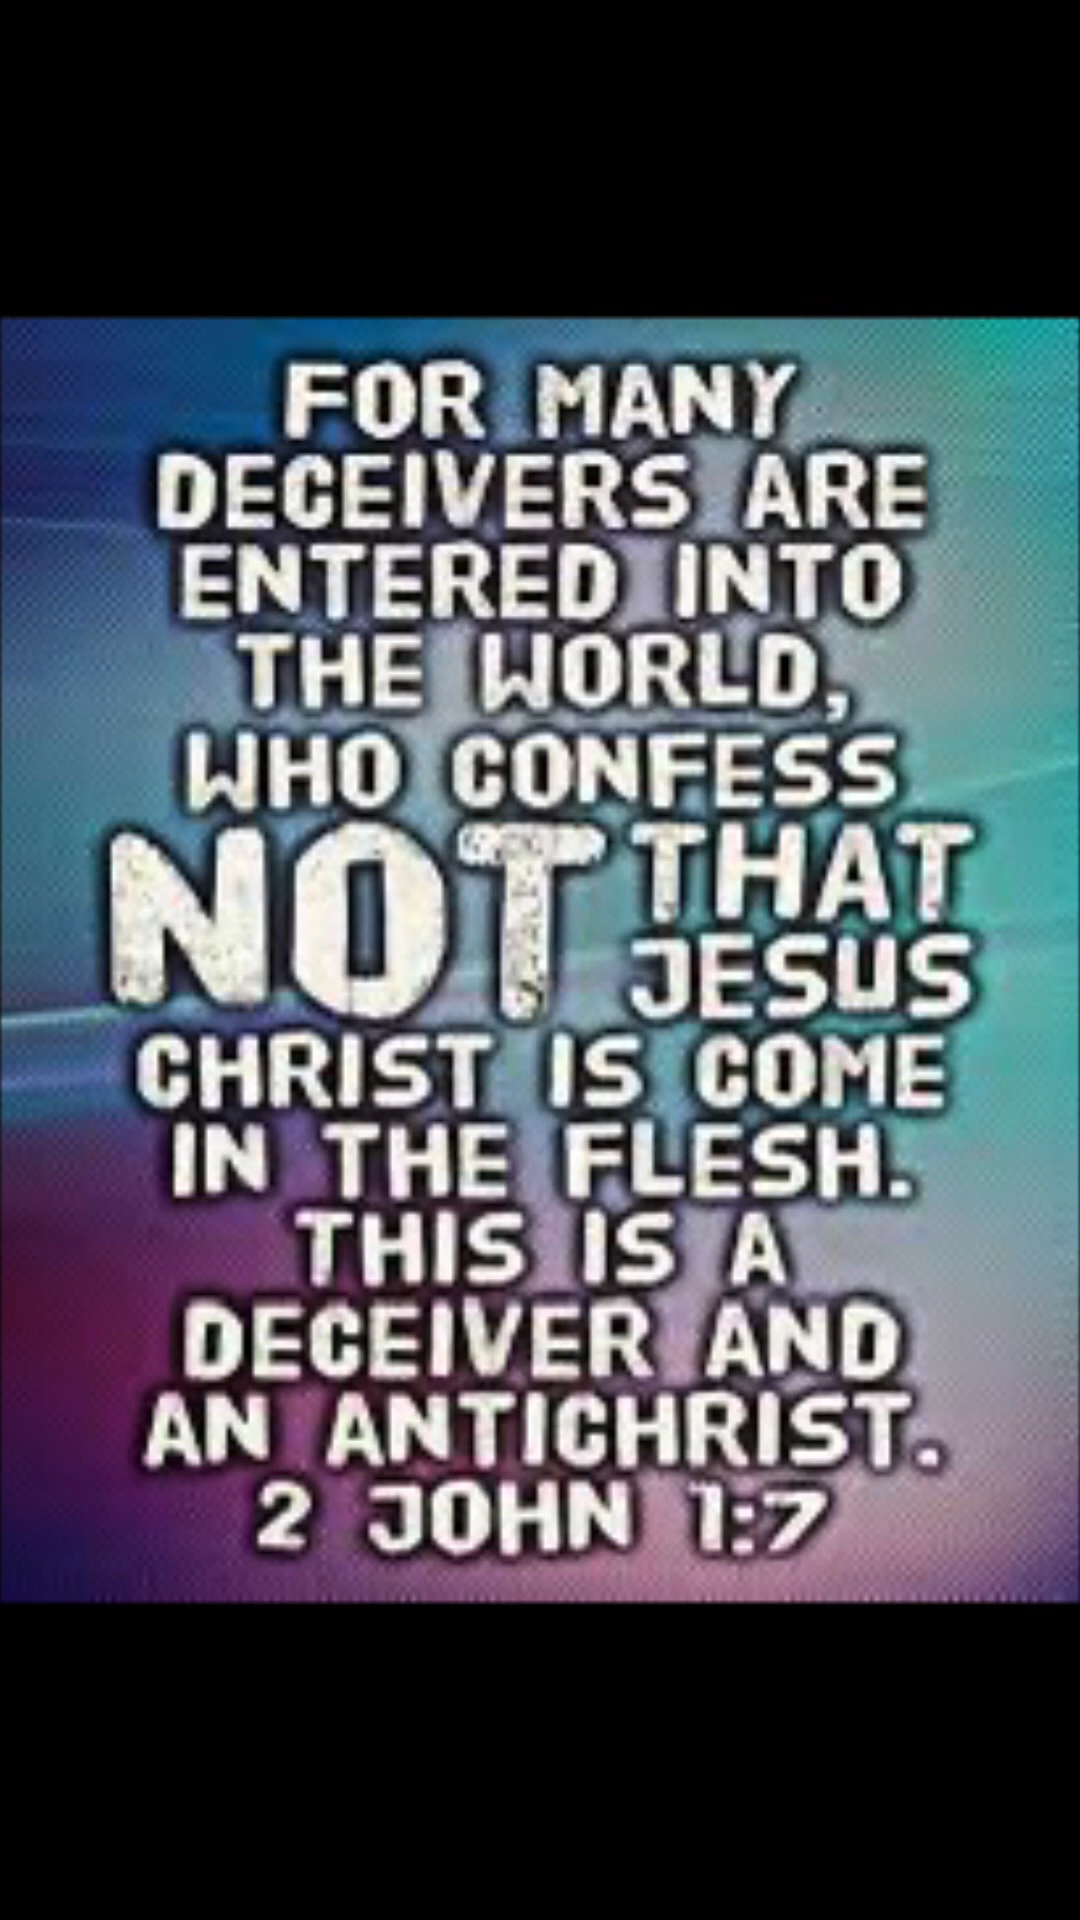 FOR MANY
DECEIVERS ARE
ENTERED INTO
THE WORLD,
WHO CONFESS
NOT THAT
JESUS
CHRIST IS COME
IN THE FLESH.
THIS IS A
DECEIVER AND
AN ANTICHRIST.
2 JOHN 1:7